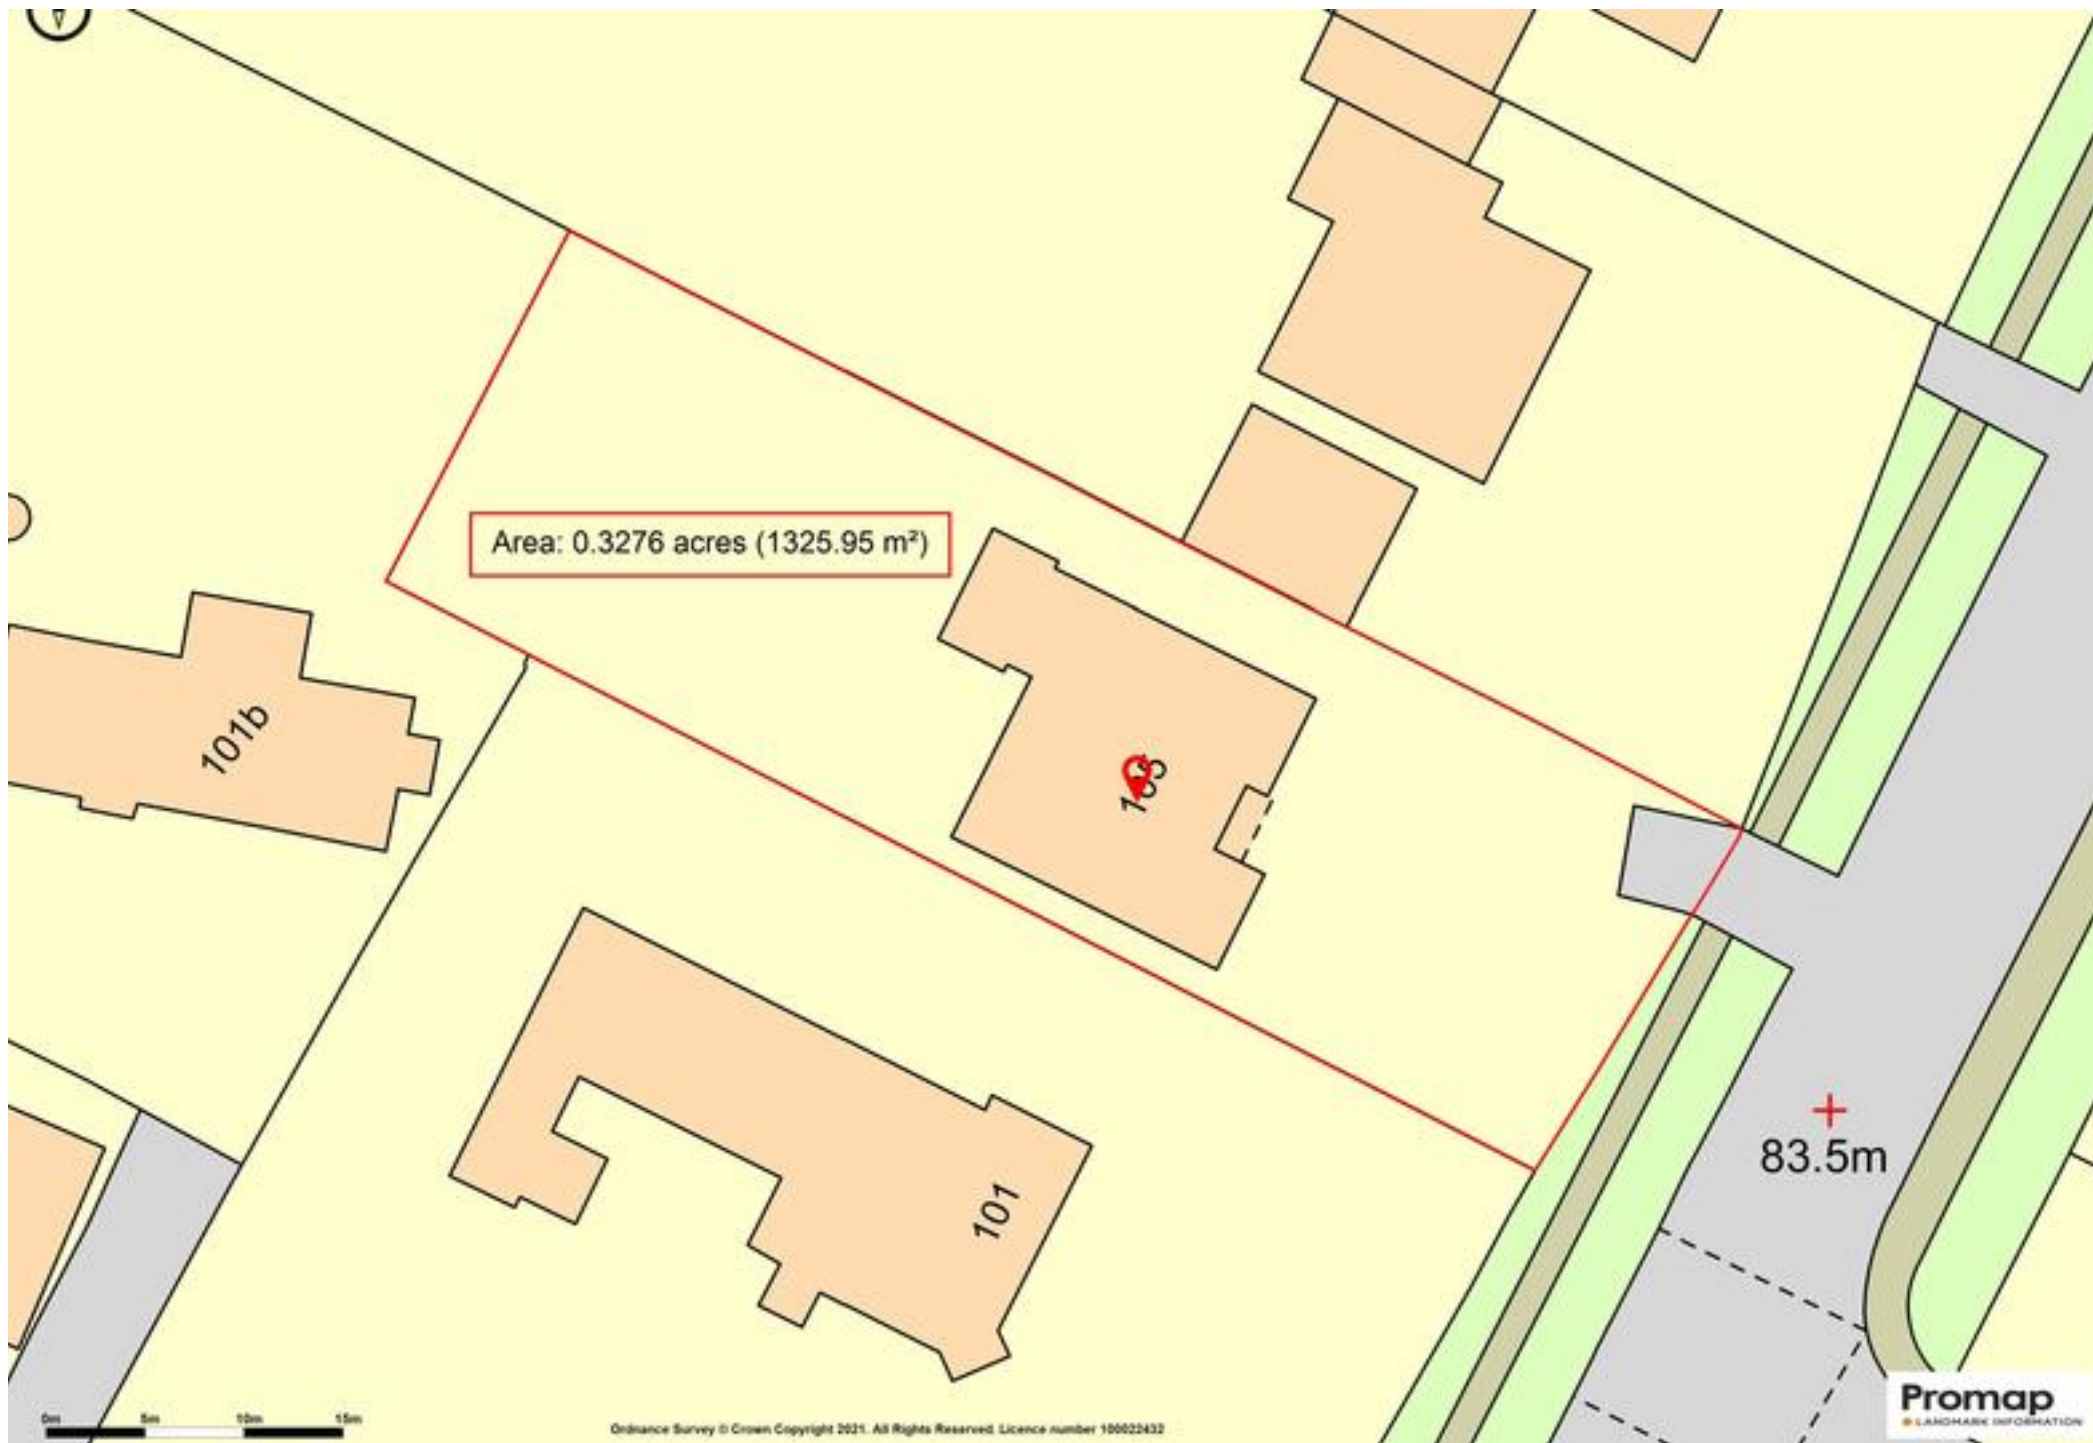 Area: 0.3276 acres (1325.95 m²)
101b
101
83.5m
0m 5m 10m 15m
Ordnance Survey © Crown Copyright 2021. All Rights Reserved. Licence number 100022432
Promap
LANDMARK INFORMATION